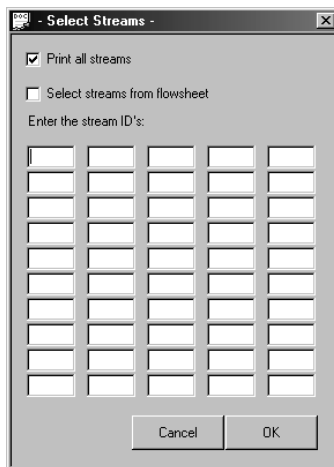 - Select Streams -
Print all streams
Select streams from flowsheet
Enter the stream ID's:
Cancel OK